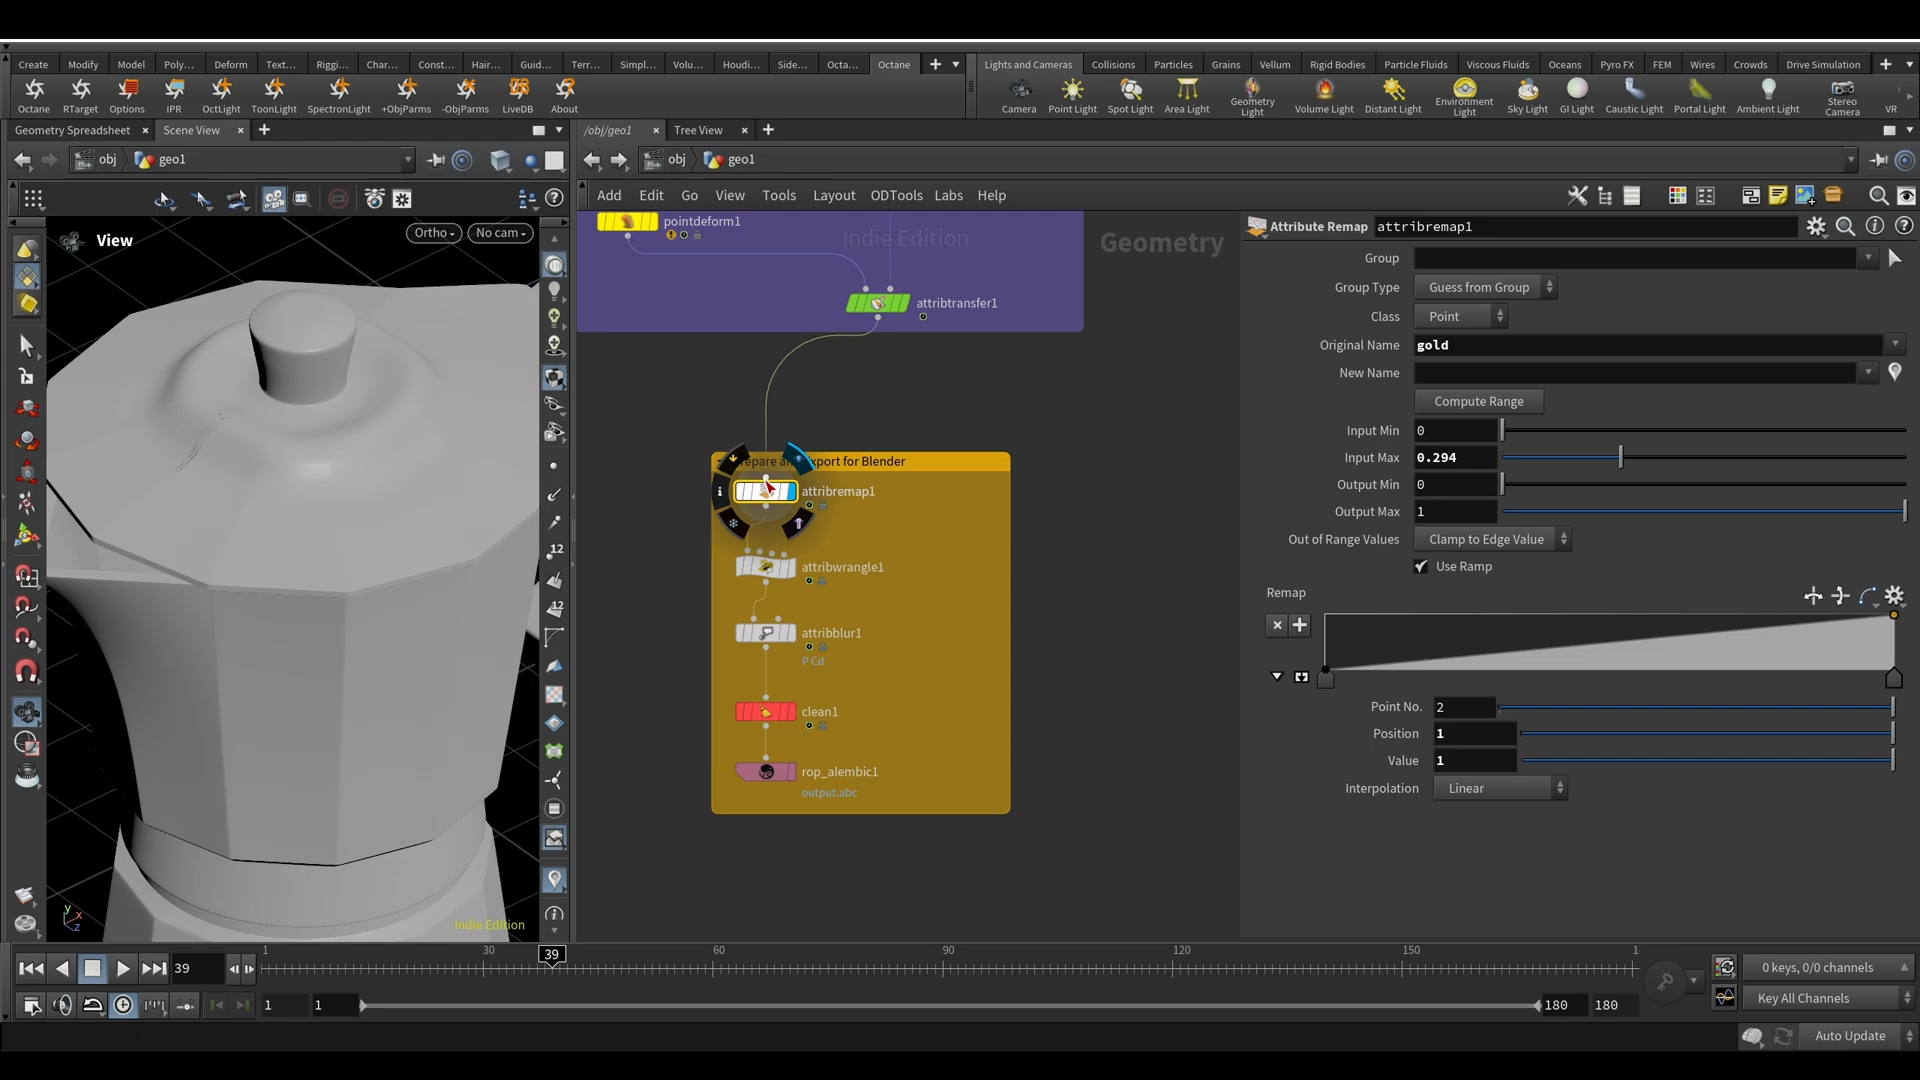 Create Modify Model Poly... Deform Text... Riggi... Char... Const... Hair... Guid... Terr... Simpl... Volu... Houdi... Side... Octa... Octane
Lights and Cameras Collisions Particles Grains Vellum Rigid Bodies Particle Fluids Viscous Fluids Oceans Pyro FX FEM Wires Crowds Drive Simulation
Octane RTarget Options IPR OctLight ToonLight SpectronLight +ObjParms -ObjParms LiveDB About
Camera Point Light Spot Light Area Light Geometry Light Volume Light Distant Light Environment Light Sky Light GI Light Caustic Light Portal Light Ambient Light Stereo Camera VR
Geometry Spreadsheet Scene View
/obj/geo1 Tree View
obj geo1
obj geo1
Add Edit Go View Tools Layout ODTools Labs Help
View
Ortho No cam
12
12
Indie Edition
y
x
z
pointdeform1
Indie Edition
Geometry
attribtransfer1
epare an xport for Blender
attribremap1
attribwrangle1
attribblur1
P Cd
clean1
rop_alembic1
output.abc
Attribute Remap attribremap1
Group
Group Type Guess from Group
Class Point
Original Name gold
New Name
Compute Range
Input Min 0
Input Max 0.294
Output Min 0
Output Max 1
Out of Range Values Clamp to Edge Value
Use Ramp
Remap
Point No. 2
Position 1
Value 1
Interpolation Linear
39
1 30 39 60 90 120 150 1.
0 keys, 0/0 channels
1 1 180 180
Key All Channels
Auto Update